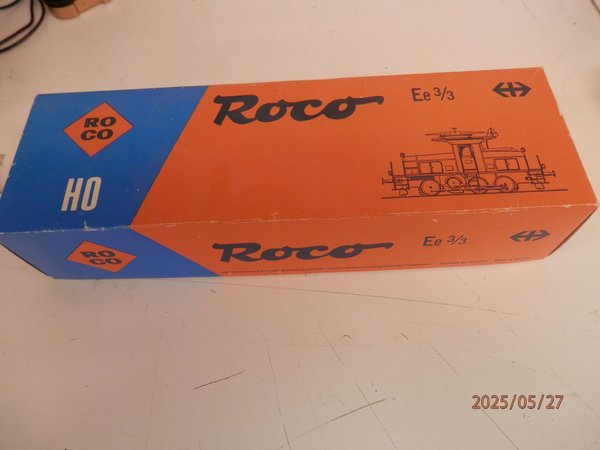 RO
CO
HO
Roco
Ee 3/3
RO
CO
Roco
Ee 3/3
2025/05/27